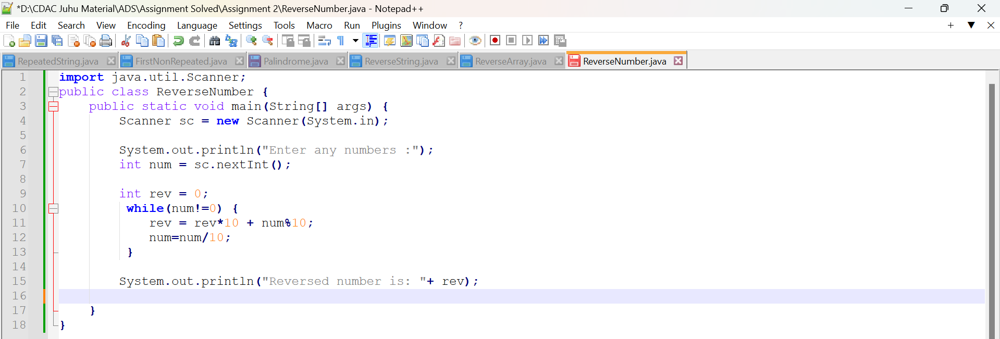 *D:\CDAC Juhu Material\ADS\Assignment Solved\Assignment 2\ReverseNumber.java - Notepad++
File Edit Search View Encoding Language Settings Tools Macro Run Plugins Window ?
RepeatedString.java FirstNonRepeated.java Palindrome.java ReverseString.java ReverseArray.java ReverseNumber.java
1 import java.util.Scanner;
2 public class ReverseNumber {
3 public static void main(String[] args) {
4 Scanner sc = new Scanner(System.in);
5
6 System.out.println("Enter any numbers :");
7 int num = sc.nextInt();
8
9 int rev = 0;
10 while(num!=0) {
11 rev = rev*10 + num%10;
12 num=num/10;
13 }
14
15 System.out.println("Reversed number is: "+ rev);
16
17 }
18 }